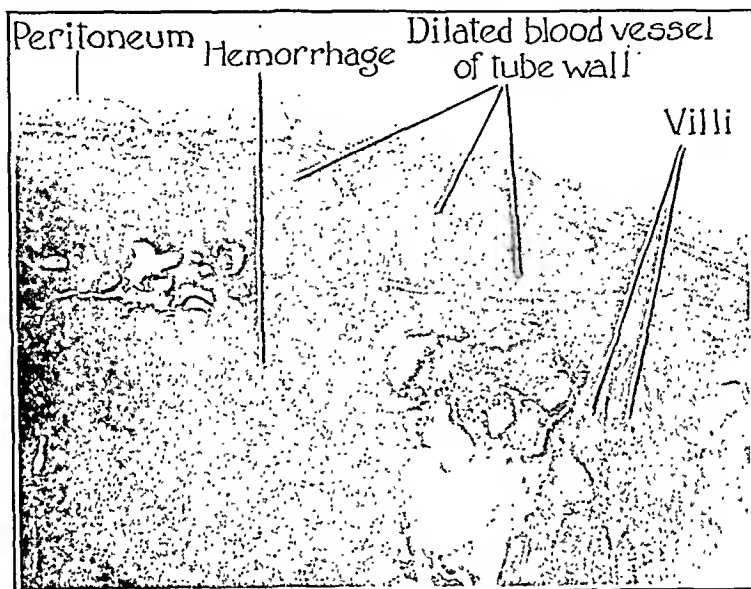 Peritoneum
Hemorrhage
Dilated blood vessel
of tube wall
Villi